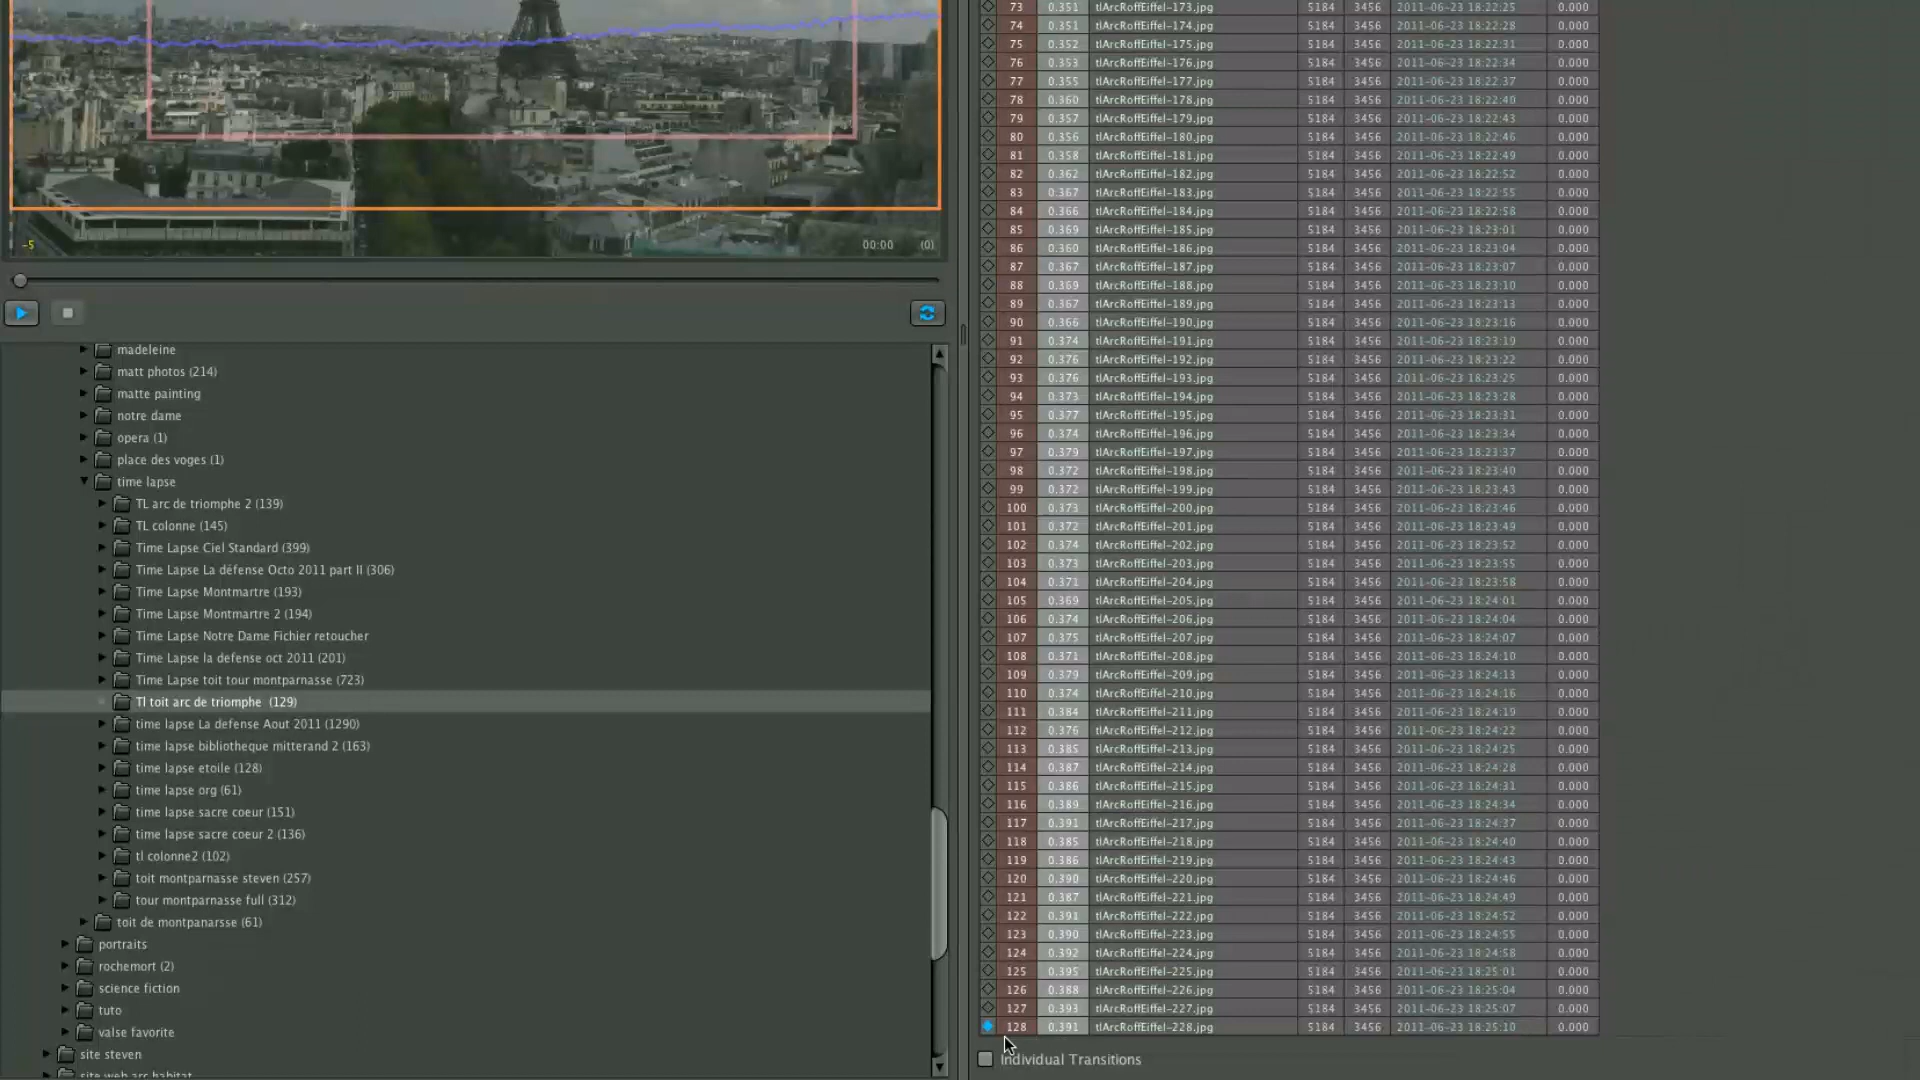 -5 00:00 (0)
madeleine
matt photos (214)
matte painting
notre dame
opera (1)
place des voges (1)
time lapse
TL arc de triomphe 2 (139)
TL colonne (145)
Time Lapse Ciel Standard (399)
Time Lapse La défense Octo 2011 part II (306)
Time Lapse Montmartre (193)
Time Lapse Montmartre 2 (194)
Time Lapse Notre Dame Fichier retoucher
Time Lapse la defense oct 2011 (201)
Time Lapse toit tour montparnasse (723)
Tl toit arc de triomphe (129)
time lapse La defense Aout 2011 (1290)
time lapse bibliotheque mitterand 2 (163)
time lapse etoile (128)
time lapse org (61)
time lapse sacre coeur (151)
time lapse sacre coeur 2 (136)
tl colonne2 (102)
toit montparnasse steven (257)
tour montparnasse full (312)
toit de montpanarsse (61)
portraits
rochemort (2)
science fiction
tuto
valse favorite
site steven
site web arc habitat
73 0.351 tlArcRoffEiffel-173.jpg 5184 3456 2011-06-23 18:22:25 0.000
74 0.351 tlArcRoffEiffel-174.jpg 5184 3456 2011-06-23 18:22:28 0.000
75 0.352 tlArcRoffEiffel-175.jpg 5184 3456 2011-06-23 18:22:31 0.000
76 0.353 tlArcRoffEiffel-176.jpg 5184 3456 2011-06-23 18:22:34 0.000
77 0.355 tlArcRoffEiffel-177.jpg 5184 3456 2011-06-23 18:22:37 0.000
78 0.360 tlArcRoffEiffel-178.jpg 5184 3456 2011-06-23 18:22:40 0.000
79 0.357 tlArcRoffEiffel-179.jpg 5184 3456 2011-06-23 18:22:43 0.000
80 0.356 tlArcRoffEiffel-180.jpg 5184 3456 2011-06-23 18:22:46 0.000
81 0.358 tlArcRoffEiffel-181.jpg 5184 3456 2011-06-23 18:22:49 0.000
82 0.362 tlArcRoffEiffel-182.jpg 5184 3456 2011-06-23 18:22:52 0.000
83 0.367 tlArcRoffEiffel-183.jpg 5184 3456 2011-06-23 18:22:55 0.000
84 0.366 tlArcRoffEiffel-184.jpg 5184 3456 2011-06-23 18:22:58 0.000
85 0.369 tlArcRoffEiffel-185.jpg 5184 3456 2011-06-23 18:23:01 0.000
86 0.360 tlArcRoffEiffel-186.jpg 5184 3456 2011-06-23 18:23:04 0.000
87 0.367 tlArcRoffEiffel-187.jpg 5184 3456 2011-06-23 18:23:07 0.000
88 0.369 tlArcRoffEiffel-188.jpg 5184 3456 2011-06-23 18:23:10 0.000
89 0.367 tlArcRoffEiffel-189.jpg 5184 3456 2011-06-23 18:23:13 0.000
90 0.366 tlArcRoffEiffel-190.jpg 5184 3456 2011-06-23 18:23:16 0.000
91 0.374 tlArcRoffEiffel-191.jpg 5184 3456 2011-06-23 18:23:19 0.000
92 0.376 tlArcRoffEiffel-192.jpg 5184 3456 2011-06-23 18:23:22 0.000
93 0.376 tlArcRoffEiffel-193.jpg 5184 3456 2011-06-23 18:23:25 0.000
94 0.373 tlArcRoffEiffel-194.jpg 5184 3456 2011-06-23 18:23:28 0.000
95 0.377 tlArcRoffEiffel-195.jpg 5184 3456 2011-06-23 18:23:31 0.000
96 0.374 tlArcRoffEiffel-196.jpg 5184 3456 2011-06-23 18:23:34 0.000
97 0.379 tlArcRoffEiffel-197.jpg 5184 3456 2011-06-23 18:23:37 0.000
98 0.372 tlArcRoffEiffel-198.jpg 5184 3456 2011-06-23 18:23:40 0.000
99 0.372 tlArcRoffEiffel-199.jpg 5184 3456 2011-06-23 18:23:43 0.000
100 0.373 tlArcRoffEiffel-200.jpg 5184 3456 2011-06-23 18:23:46 0.000
101 0.372 tlArcRoffEiffel-201.jpg 5184 3456 2011-06-23 18:23:49 0.000
102 0.374 tlArcRoffEiffel-202.jpg 5184 3456 2011-06-23 18:23:52 0.000
103 0.373 tlArcRoffEiffel-203.jpg 5184 3456 2011-06-23 18:23:55 0.000
104 0.371 tlArcRoffEiffel-204.jpg 5184 3456 2011-06-23 18:23:58 0.000
105 0.369 tlArcRoffEiffel-205.jpg 5184 3456 2011-06-23 18:24:01 0.000
106 0.374 tlArcRoffEiffel-206.jpg 5184 3456 2011-06-23 18:24:04 0.000
107 0.375 tlArcRoffEiffel-207.jpg 5184 3456 2011-06-23 18:24:07 0.000
108 0.371 tlArcRoffEiffel-208.jpg 5184 3456 2011-06-23 18:24:10 0.000
109 0.379 tlArcRoffEiffel-209.jpg 5184 3456 2011-06-23 18:24:13 0.000
110 0.374 tlArcRoffEiffel-210.jpg 5184 3456 2011-06-23 18:24:16 0.000
111 0.384 tlArcRoffEiffel-211.jpg 5184 3456 2011-06-23 18:24:19 0.000
112 0.376 tlArcRoffEiffel-212.jpg 5184 3456 2011-06-23 18:24:22 0.000
113 0.385 tlArcRoffEiffel-213.jpg 5184 3456 2011-06-23 18:24:25 0.000
114 0.387 tlArcRoffEiffel-214.jpg 5184 3456 2011-06-23 18:24:28 0.000
115 0.386 tlArcRoffEiffel-215.jpg 5184 3456 2011-06-23 18:24:31 0.000
116 0.389 tlArcRoffEiffel-216.jpg 5184 3456 2011-06-23 18:24:34 0.000
117 0.391 tlArcRoffEiffel-217.jpg 5184 3456 2011-06-23 18:24:37 0.000
118 0.385 tlArcRoffEiffel-218.jpg 5184 3456 2011-06-23 18:24:40 0.000
119 0.386 tlArcRoffEiffel-219.jpg 5184 3456 2011-06-23 18:24:43 0.000
120 0.390 tlArcRoffEiffel-220.jpg 5184 3456 2011-06-23 18:24:46 0.000
121 0.387 tlArcRoffEiffel-221.jpg 5184 3456 2011-06-23 18:24:49 0.000
122 0.391 tlArcRoffEiffel-222.jpg 5184 3456 2011-06-23 18:24:52 0.000
123 0.390 tlArcRoffEiffel-223.jpg 5184 3456 2011-06-23 18:24:55 0.000
124 0.392 tlArcRoffEiffel-224.jpg 5184 3456 2011-06-23 18:24:58 0.000
125 0.395 tlArcRoffEiffel-225.jpg 5184 3456 2011-06-23 18:25:01 0.000
126 0.388 tlArcRoffEiffel-226.jpg 5184 3456 2011-06-23 18:25:04 0.000
127 0.393 tlArcRoffEiffel-227.jpg 5184 3456 2011-06-23 18:25:07 0.000
128 0.391 tlArcRoffEiffel-228.jpg 5184 3456 2011-06-23 18:25:10 0.000
Individual Transitions